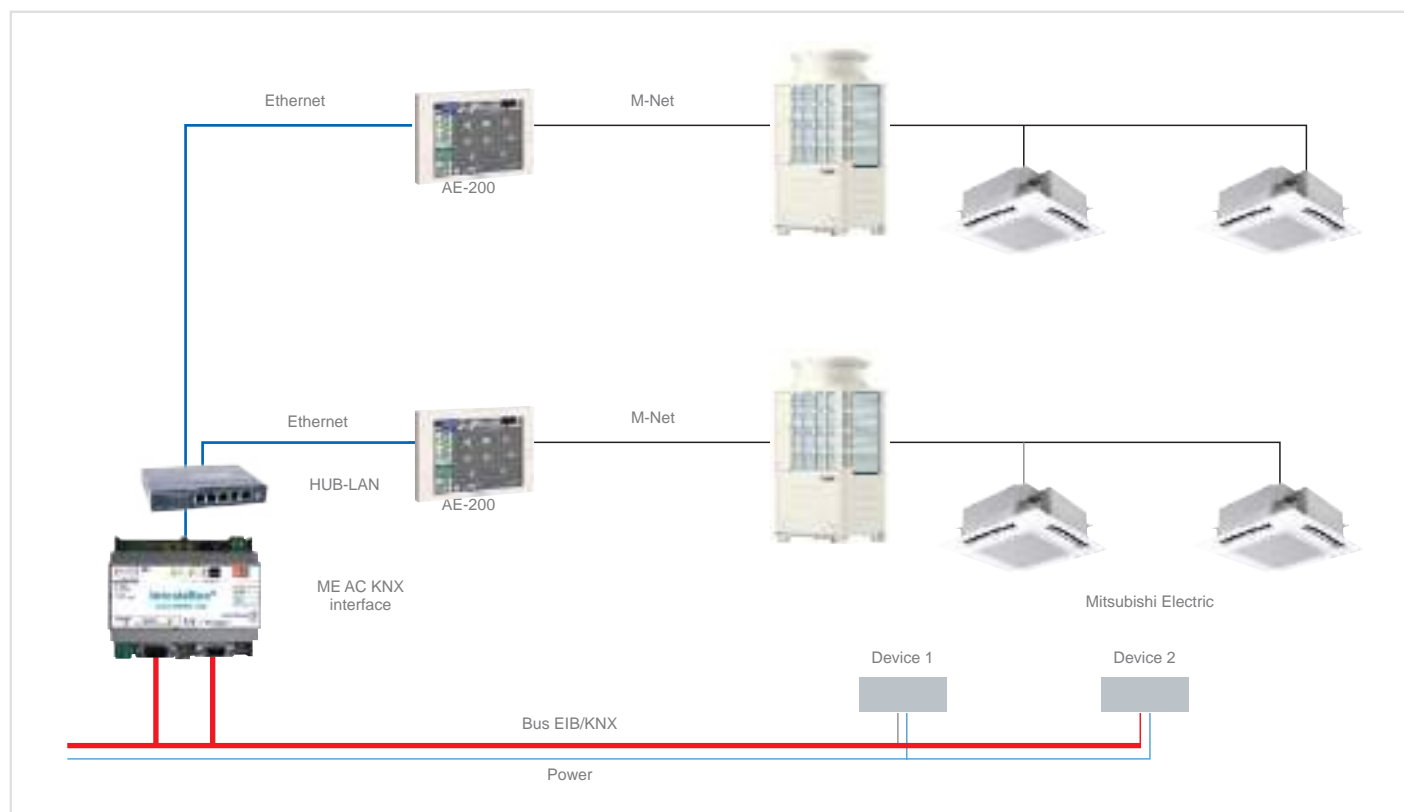 Ethernet
M-Net
AE-200
Ethernet
M-Net
HUB-LAN
AE-200
ME AC KNX
interface
Mitsubishi Electric
Device 1
Device 2
Bus EIB/KNX
Power